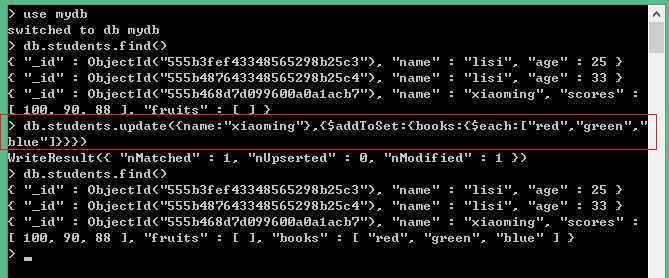 > use mydb
switched to db mydb
> db.students.find()
{ "_id" : ObjectId("555b3fef43348565298b25c3"), "name" : "lisi", "age" : 25 }
{ "_id" : ObjectId("555b487643348565298b25c4"), "name" : "lisi", "age" : 33 }
{ "_id" : ObjectId("555b468d7d099600a0a1acb7"), "name" : "xiaoming", "scores" :
[ 100, 90, 88 ], "fruits" : [ ] }
> db.students.update({name:"xiaoming"},{$addToSet:{books:{$each:["red","green","
blue"]}}})
WriteResult({ "nMatched" : 1, "nUpserted" : 0, "nModified" : 1 })
> db.students.find()
{ "_id" : ObjectId("555b3fef43348565298b25c3"), "name" : "lisi", "age" : 25 }
{ "_id" : ObjectId("555b487643348565298b25c4"), "name" : "lisi", "age" : 33 }
{ "_id" : ObjectId("555b468d7d099600a0a1acb7"), "name" : "xiaoming", "scores" :
[ 100, 90, 88 ], "fruits" : [ ], "books" : [ "red", "green", "blue" ] }
>